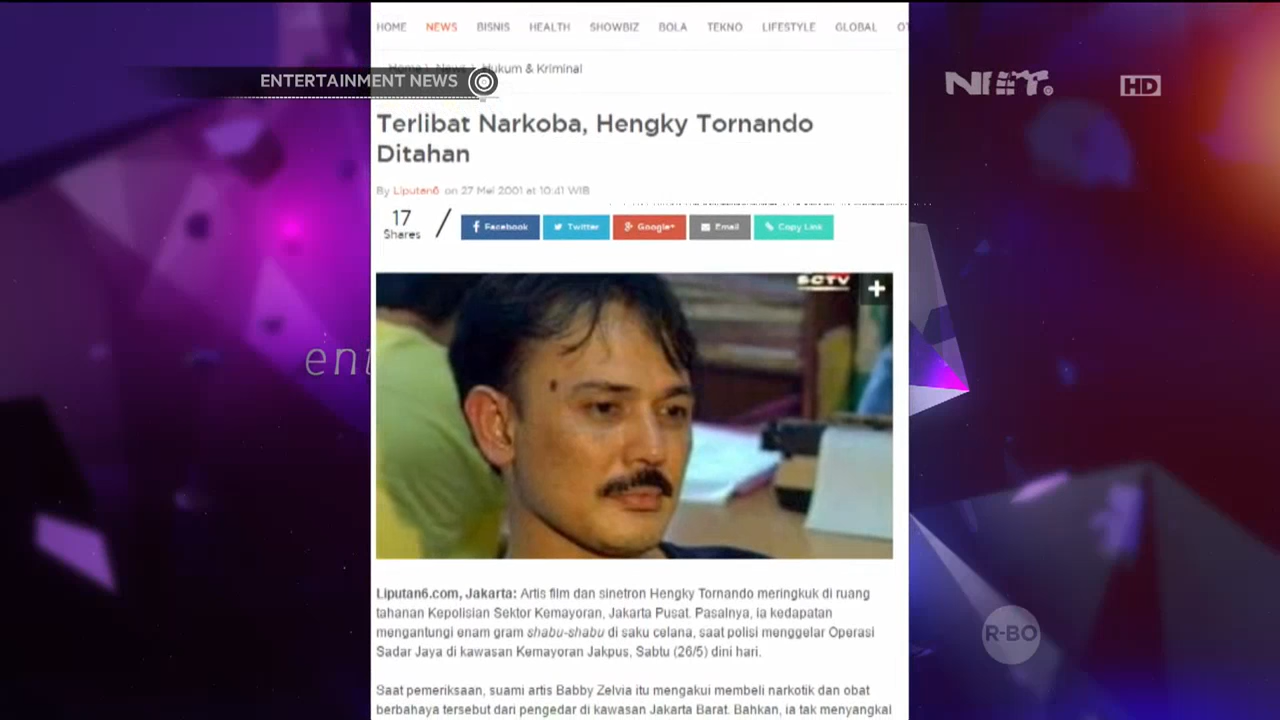 HOME NEWS BISNIS HEALTH SHOWBIZ BOLA TEKNO LIFESTYLE GLOBAL
Home News Hukum & Kriminal
ENTERTAINMENT NEWS
NET.
HD
Terlibat Narkoba, Hengky Tornando
Ditahan
By Liputan6 on 27 Mei 2001 at 10:41 WIB
17
Shares
Facebook Twitter Google+ Email Copy Link
SCTV
ent
Liputan6.com, Jakarta: Artis film dan sinetron Hengky Tornando meringkuk di ruang
tahanan Kepolisian Sektor Kemayoran, Jakarta Pusat. Pasalnya, ia kedapatan
mengantungi enam gram shabu-shabu di saku celana, saat polisi menggelar Operasi
Sadar Jaya di kawasan Kemayoran Jakpus, Sabtu (26/5) dini hari.
R-BO
Saat pemeriksaan, suami artis Babby Zelvia itu mengakui membeli narkotik dan obat
berbahaya tersebut dari pengedar di kawasan Jakarta Barat. Bahkan, ia tak menyangkal